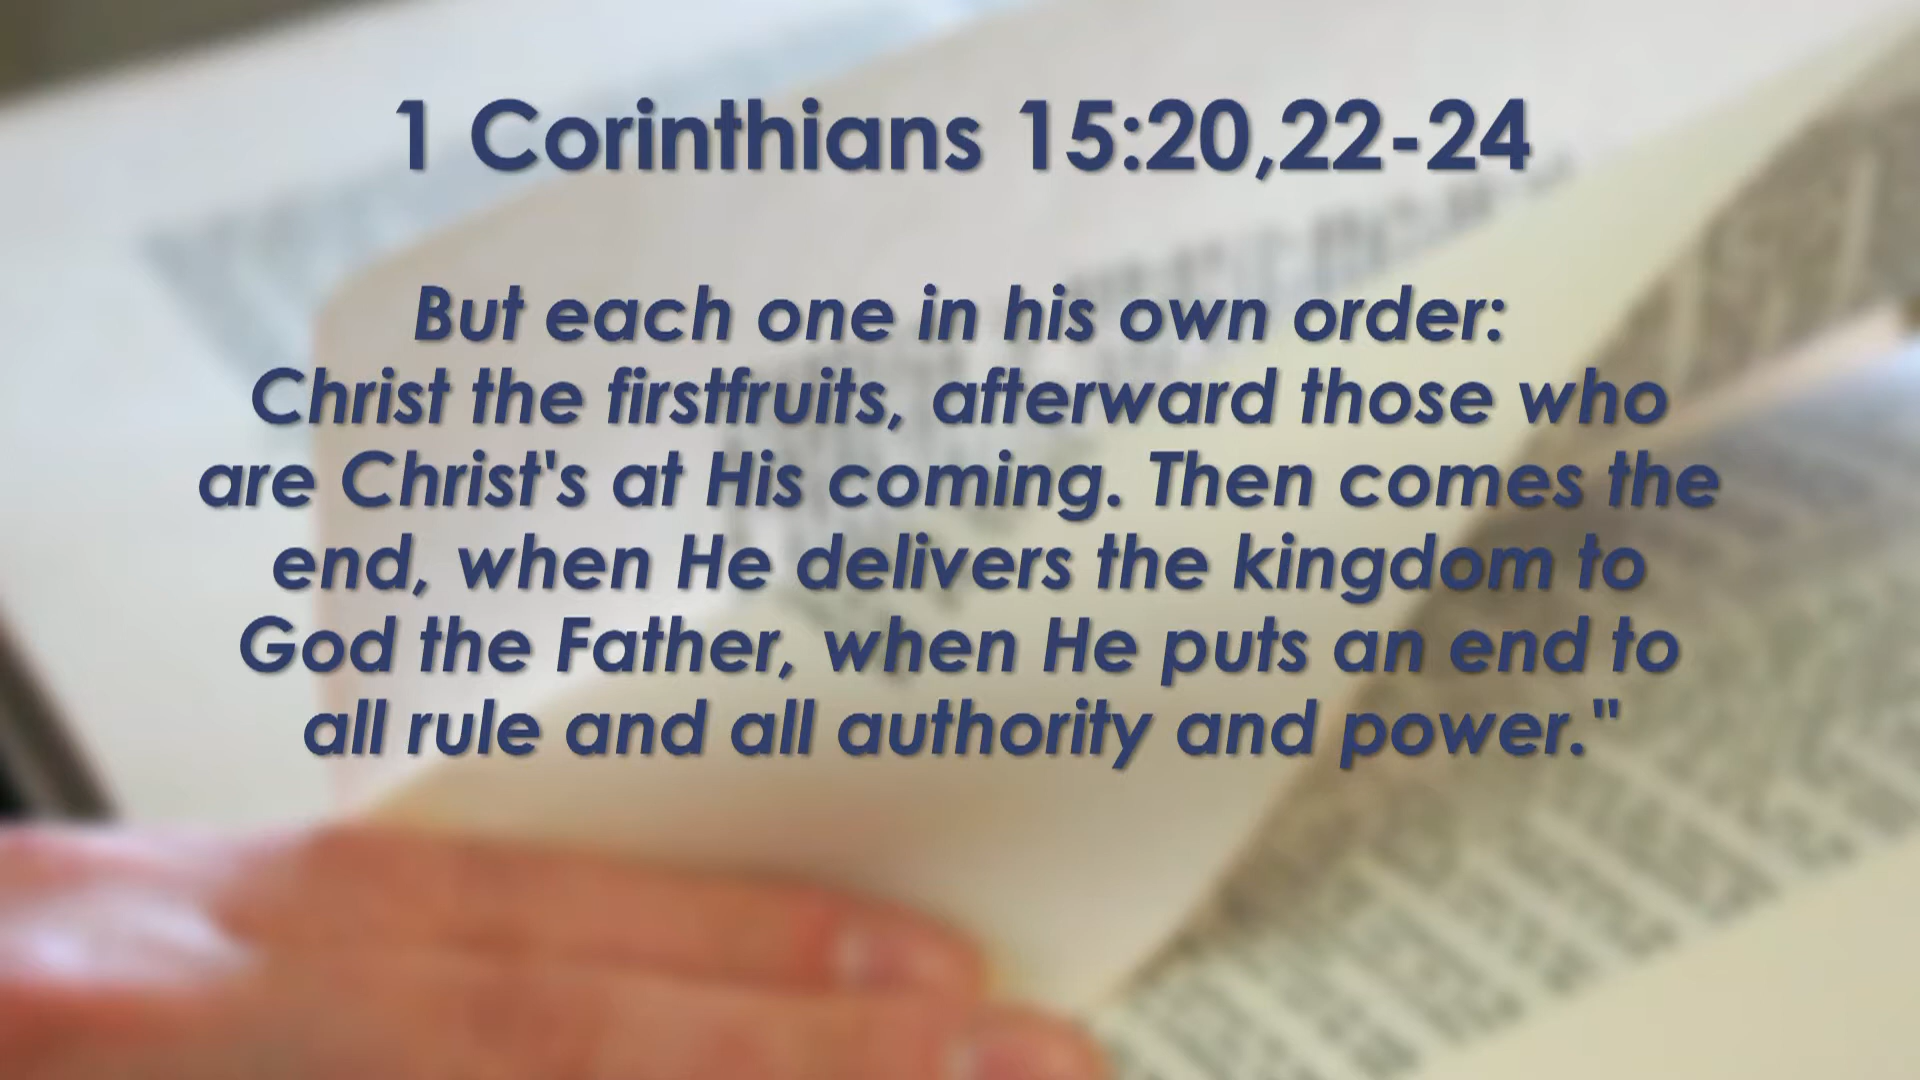 1 Corinthians 15:20,22-24
But each one in his own order:
Christ the firstfruits, afterward those who
are Christ's at His coming. Then comes the
end, when He delivers the kingdom to
God the Father, when He puts an end to
all rule and all authority and power."